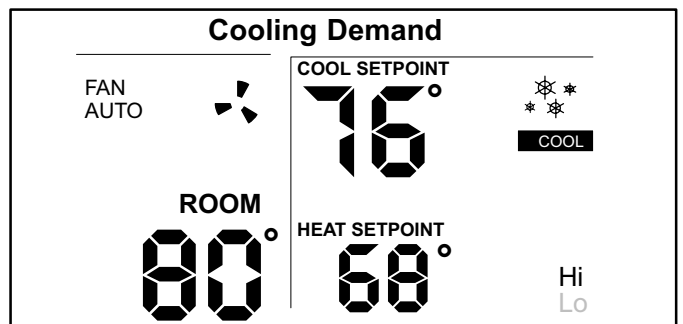 Cooling Demand
FAN
AUTO
COOL SETPOINT
76°
COOL
ROOM
80°
HEAT SETPOINT
68°
Hi
Lo